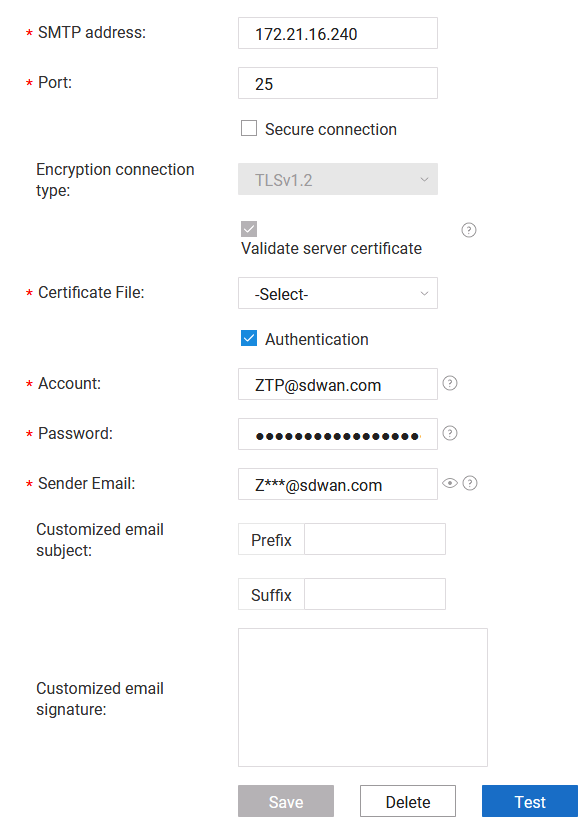 * SMTP address: 172.21.16.240
* Port: 25
Secure connection
Encryption connection
type:
TLSv1.2
Validate server certificate
* Certificate File: -Select-
Authentication
* Account: ZTP@sdwan.com
* Password: ●●●●●●●●●●●●●●●●●
* Sender Email: Z***@sdwan.com
Customized email
subject:
Prefix
Suffix
Customized email
signature:
Save Delete Test